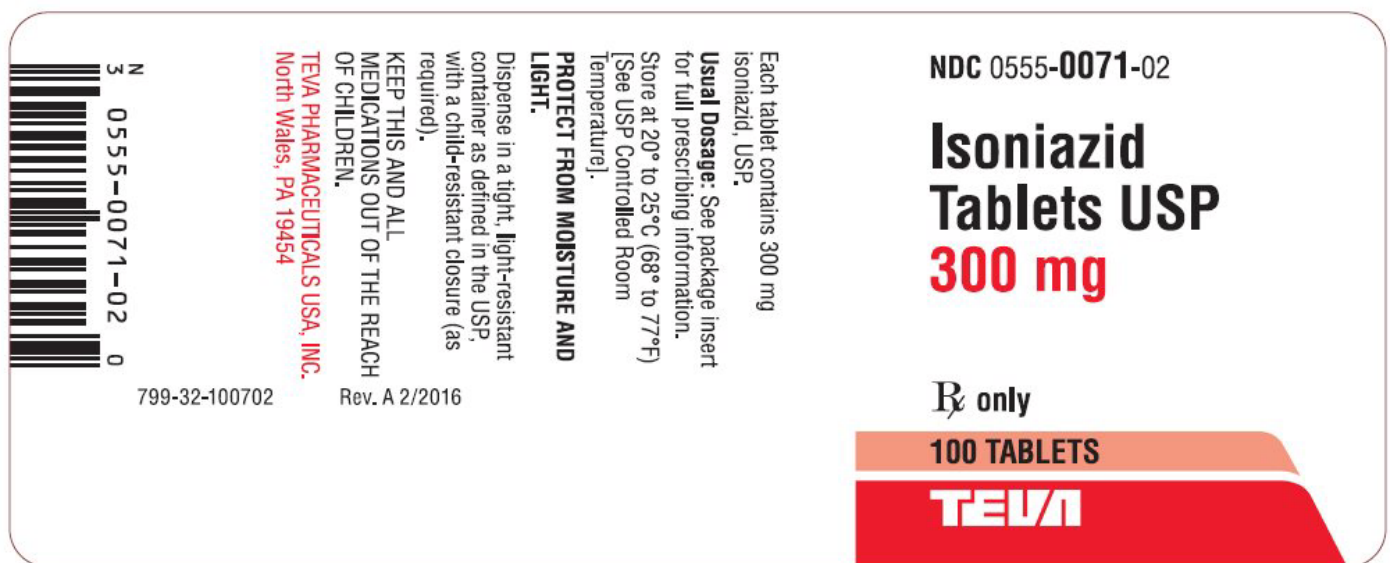 NDC 0555-0071-02
Isoniazid
Tablets USP
300 mg
Rx only
100 TABLETS
TEVA
Each tablet contains 300 mg
isoniazid, USP.
Usual Dosage: See package insert
for full prescribing information.
Store at 20° to 25°C (68° to 77°F)
[See USP Controlled Room
Temperature].
PROTECT FROM MOISTURE AND
LIGHT.
Dispense in a tight, light-resistant
container as defined in the USP,
with a child-resistant closure (as
required).
KEEP THIS AND ALL
MEDICATIONS OUT OF THE REACH
OF CHILDREN.
TEVA PHARMACEUTICALS USA, INC.
North Wales, PA 19454
N
3 0555-0071-02 0
799-32-100702 Rev. A 2/2016